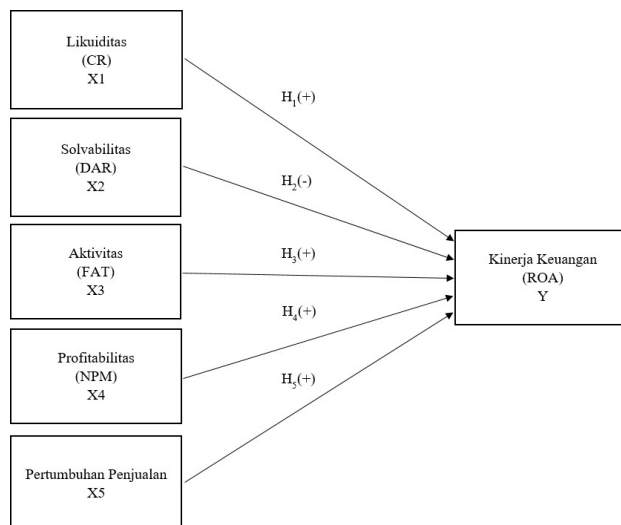 Likuiditas
(CR)
X1
H1(+)
Solvabilitas
(DAR)
X2
H2(-)
Aktivitas
(FAT)
X3
H3(+)
Kinerja Keuangan
(ROA)
Y
Profitabilitas
(NPM)
X4
H4(+)
Pertumbuhan Penjualan
X5
H5(+)